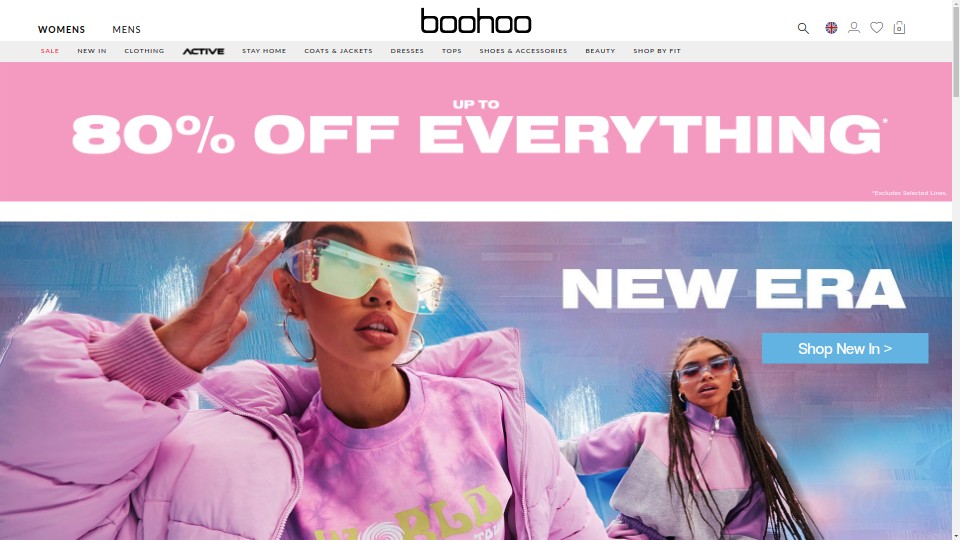 boohoo
WOMENS MENS
0
SALE NEW IN CLOTHING ACTIVE STAY HOME COATS & JACKETS DRESSES TOPS SHOES & ACCESSORIES BEAUTY SHOP BY FIT
UP TO
80% OFF EVERYTHING*
*Excludes Selected Lines.
NEW ERA
Shop New In >
WORLD
TO